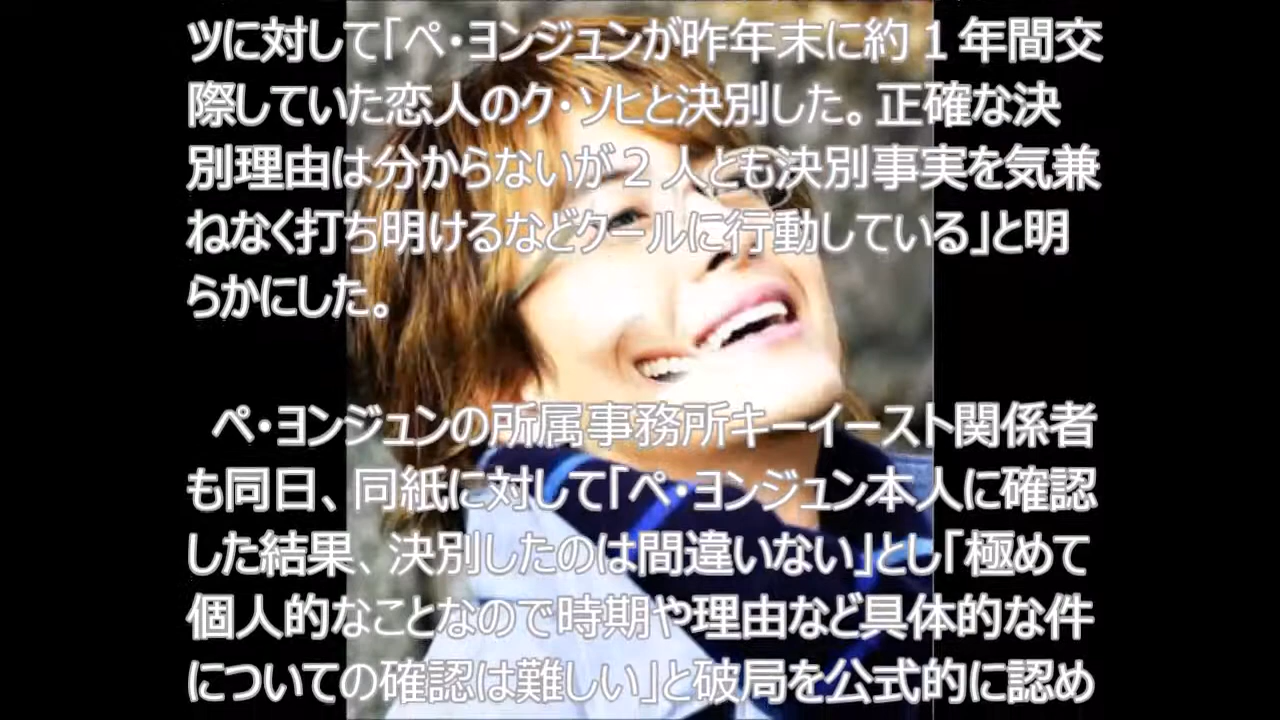 ツに対して「ペ・ヨンジュンが昨年末に約1年間交
際していた恋人のク・ソヒと決別した。正確な決
別理由は分からないが2人とも決別事実を気兼
ねなく打ち明けるなどクールに行動している」と明
らかにした。
ペ・ヨンジュンの所属事務所キーイースト関係者
も同日、同紙に対して「ペ・ヨンジュン本人に確認
した結果、決別したのは間違いない」とし「極めて
個人的なことなので時期や理由など具体的な件
についての確認は難しい」と破局を公式的に認め